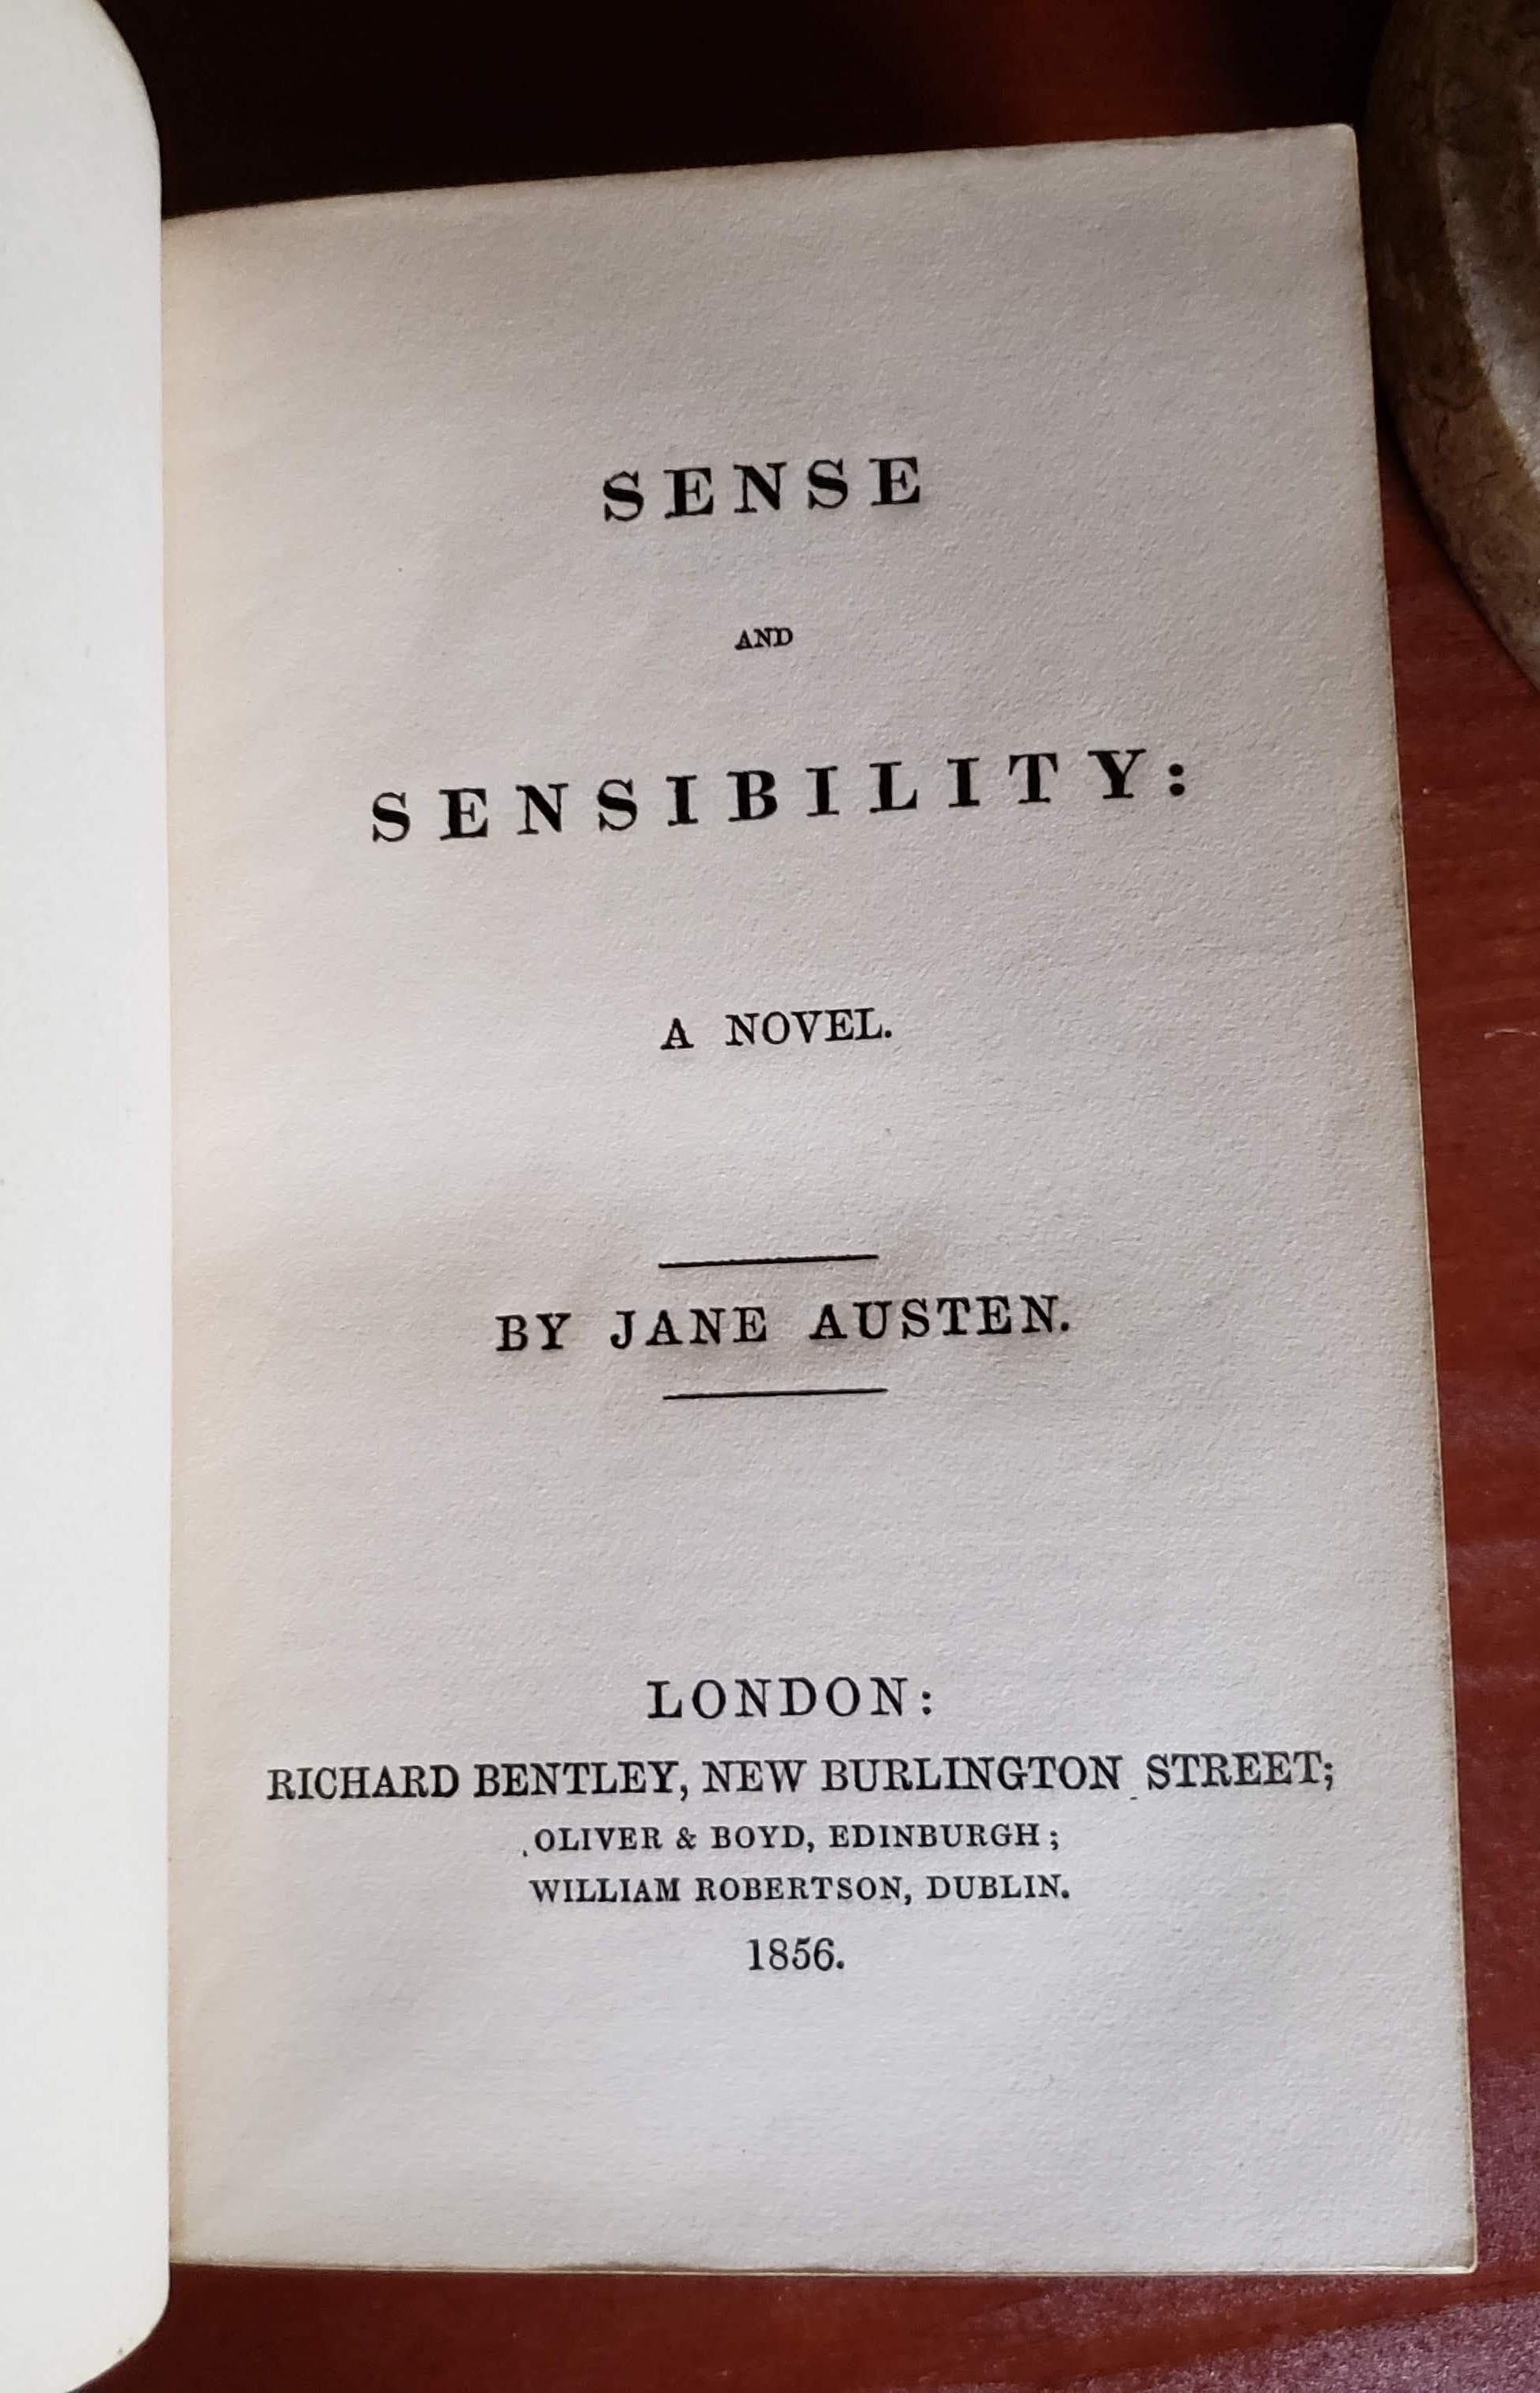 SENSE
AND
SENSIBILITY:
A NOVEL.
BY JANE AUSTEN.
LONDON:
RICHARD BENTLEY, NEW BURLINGTON STREET;
OLIVER & BOYD, EDINBURGH;
WILLIAM ROBERTSON, DUBLIN.
1856.